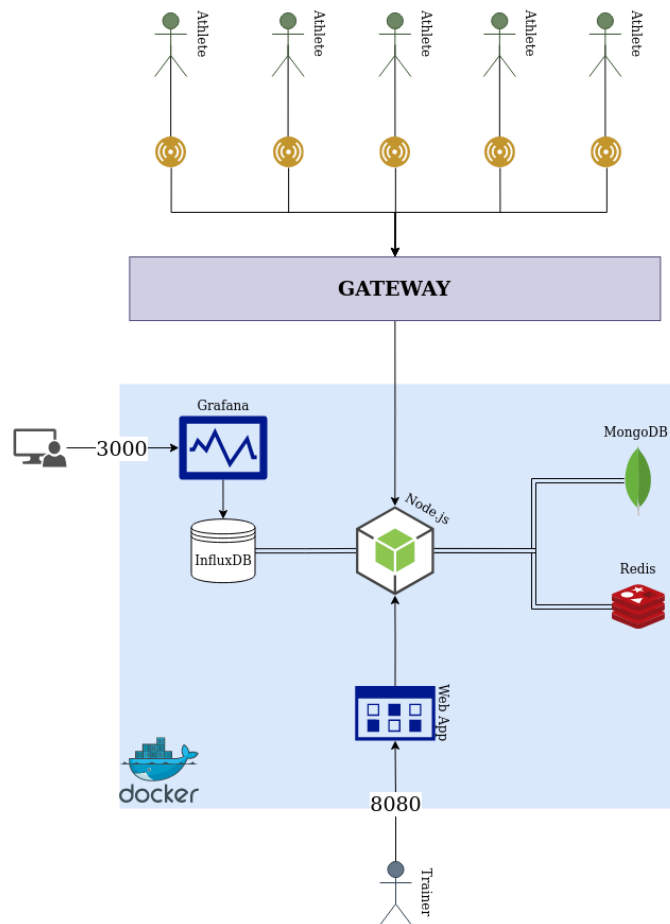 Athlete
Athlete
Athlete
Athlete
Athlete
GATEWAY
Grafana
3000
MongoDB
Node.js
InfluxDB
Redis
Web App
docker
8080
Trainer